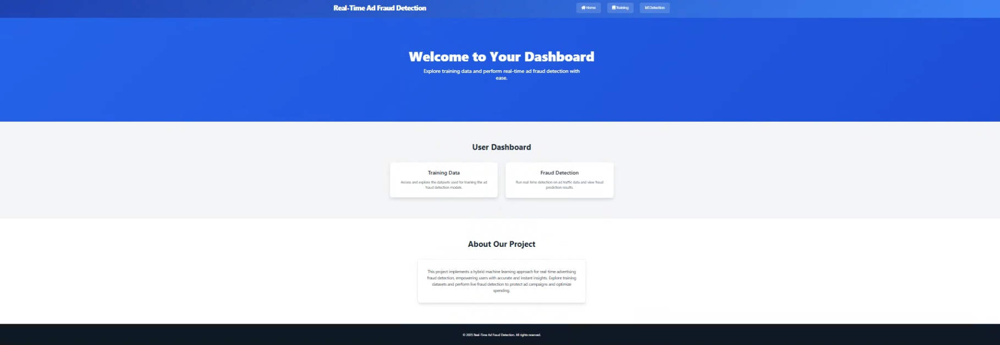 Real-Time Ad Fraud Detection
Home
Training
Detection
Welcome to Your Dashboard
Explore training data and perform real-time ad fraud detection with
ease.
User Dashboard
Training Data
Access and explore the datasets used for training the ad
fraud detection models.
Fraud Detection
Run real-time detection on ad traffic data and view fraud
prediction results.
About Our Project
This project implements a hybrid machine learning approach for real-time advertising
fraud detection, empowering users with accurate and instant insights. Explore training
datasets and perform live fraud detection to protect ad campaigns and optimize
spending.
© 2025 Real-Time Ad Fraud Detection. All rights reserved.